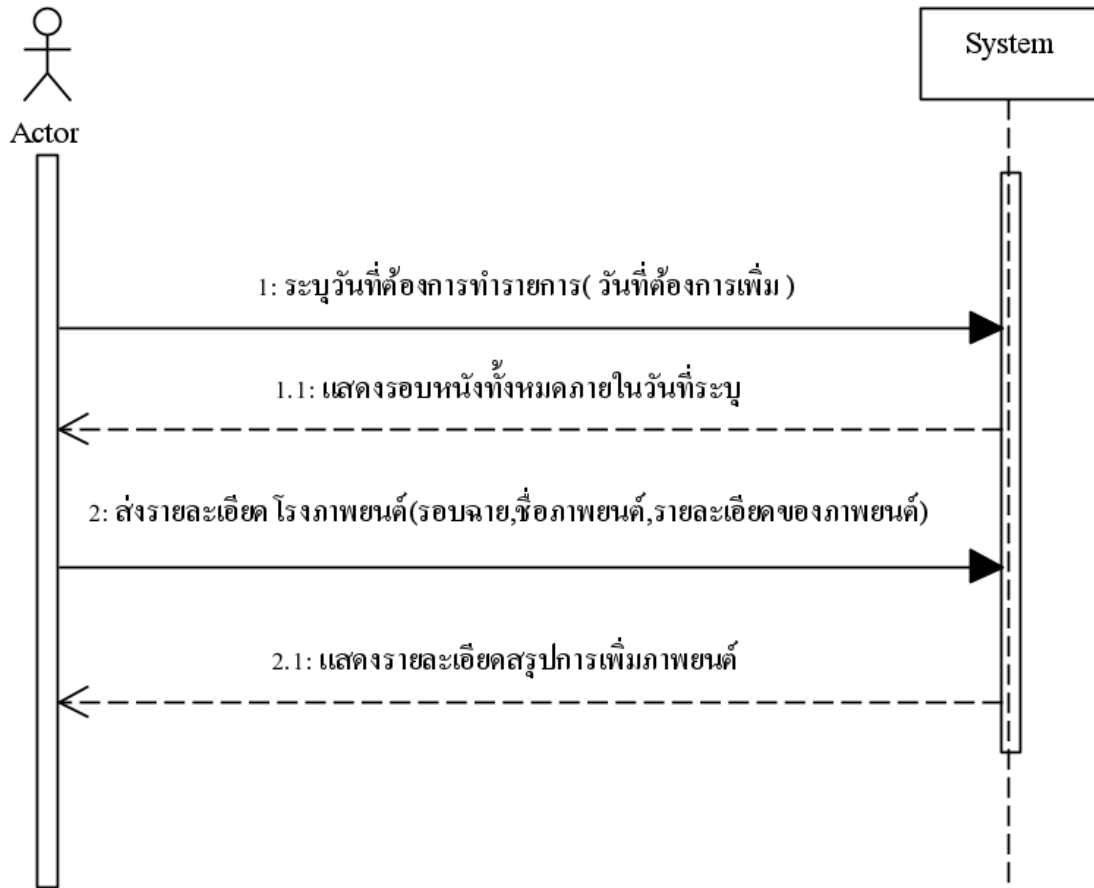 System
Actor
1: ระบุวันที่ต้องการทำรายการ( วันที่ต้องการเพิ่ม )
1.1: แสดงรอบหนังทั้งหมดภายในวันที่ระบุ
2: ส่งรายละเอียด โรงภาพยนต์(รอบฉาย,ชื่อภาพยนต์,รายละเอียดของภาพยนต์)
2.1: แสดงรายละเอียดสรุปการเพิ่มภาพยนต์